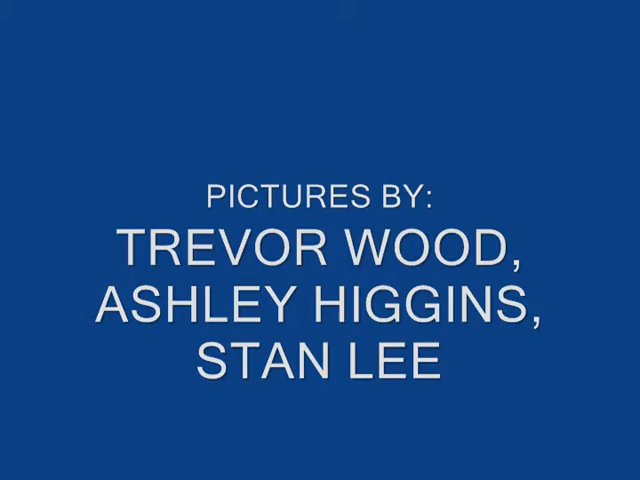 PICTURES BY:
TREVOR WOOD,
ASHLEY HIGGINS,
STAN LEE